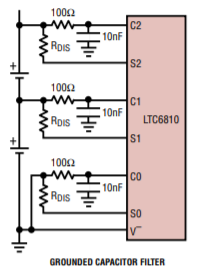 100Ω
C2
10nF
RDIS
S2
+
100Ω
C1
10nF
LTC6810
RDIS
S1
+
100Ω
C0
10nF
RDIS
S0
V–
GROUNDED CAPACITOR FILTER